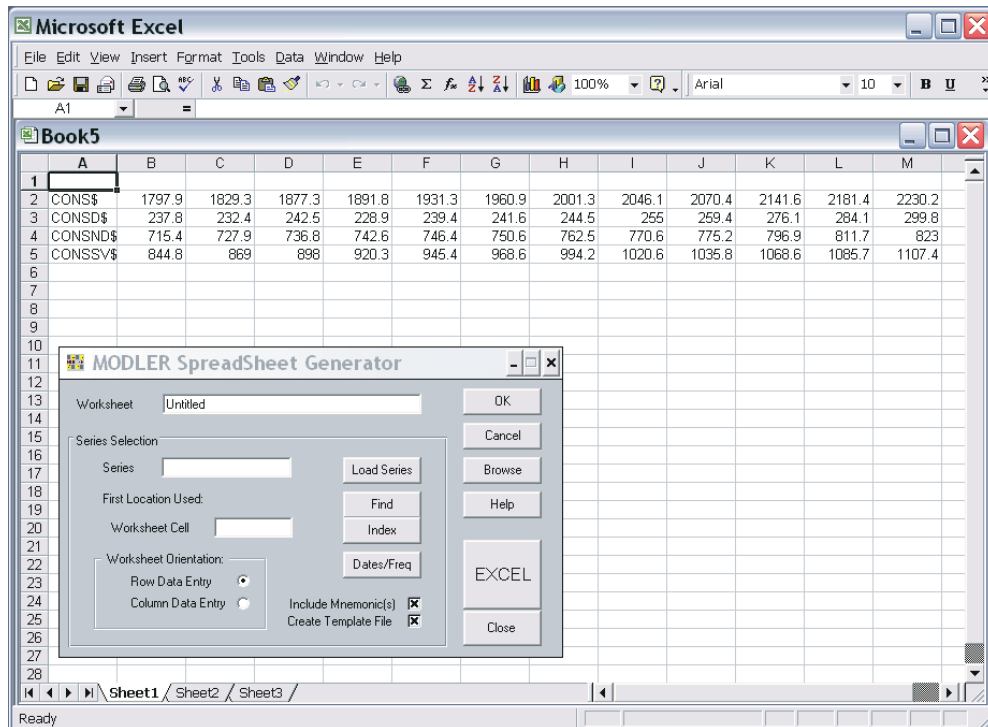 Microsoft Excel
File Edit View Insert Format Tools Data Window Help
100% Arial 10 B U
A1 =
Book5
A B C D E F G H I J K L M
1
2 CONS$ 1797.9 1829.3 1877.3 1891.8 1931.3 1960.9 2001.3 2046.1 2070.4 2141.6 2181.4 2230.2
3 CONSD$ 237.8 232.4 242.5 228.9 239.4 241.6 244.5 255 259.4 276.1 284.1 299.8
4 CONSND$ 715.4 727.9 736.8 742.6 746.4 750.6 762.5 770.6 775.2 796.9 811.7 823
5 CONSSV$ 844.8 869 898 920.3 945.4 968.6 994.2 1020.6 1035.8 1068.6 1085.7 1107.4
6
7
8
9
10
11
12
13
14
15
16
17
18
19
20
21
22
23
24
25
26
27
28
MODLER SpreadSheet Generator
Worksheet Untitled OK
Cancel
Series Selection
Series Load Series Browse
First Location Used: Find Help
Worksheet Cell Index
Worksheet Orientation: Dates/Freq
Row Data Entry EXCEL
Column Data Entry Include Mnemonic(s)
Create Template File
Close
Sheet1 Sheet2 Sheet3
Ready